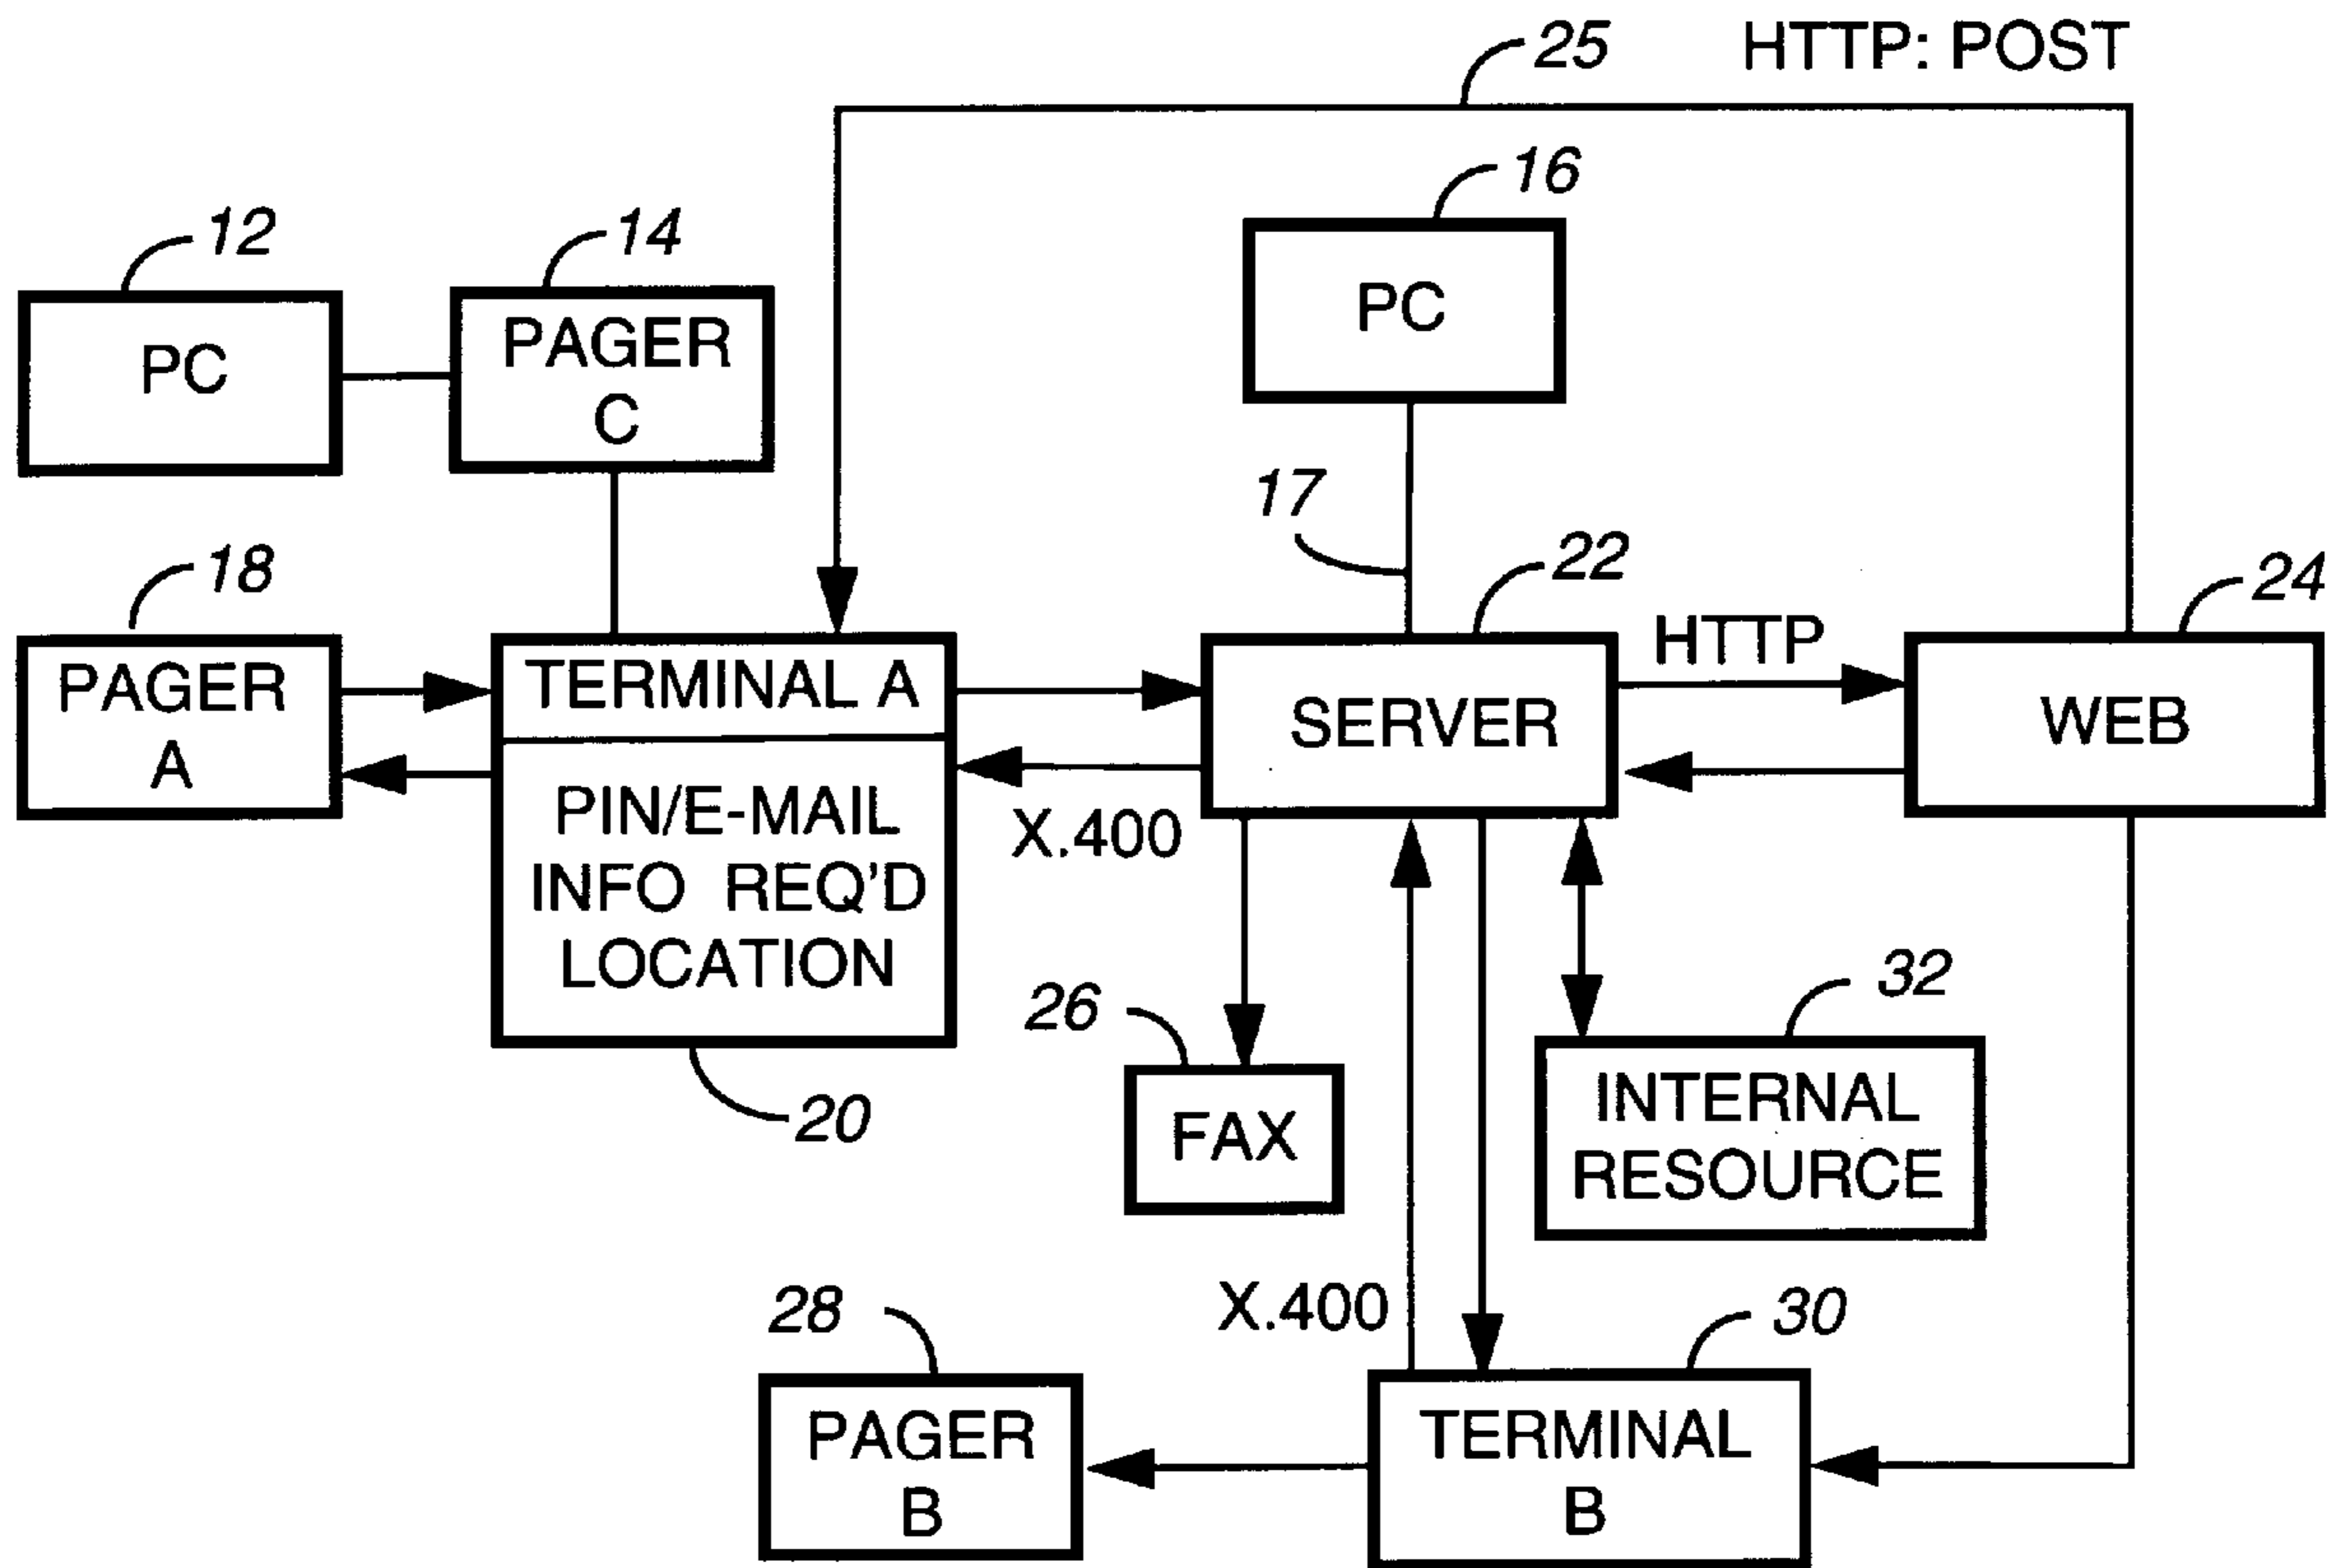 25
HTTP: POST
16
12
14
PC
PC
PAGER
C
17
18
22
24
HTTP
PAGER
A
TERMINAL A
SERVER
WEB
PIN/E-MAIL
INFO REQ'D
LOCATION
X.400
26
32
20
FAX
INTERNAL
RESOURCE
28
X.400
30
PAGER
B
TERMINAL
B